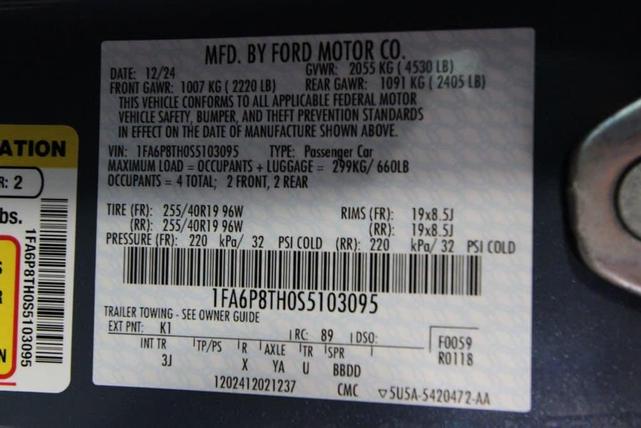 MFD. BY FORD MOTOR CO.
DATE: 12/24 GVWR: 2055 KG (4530 LB)
FRONT GAWR: 1007 KG (2220 LB) REAR GAWR: 1091 KG (2405 LB)
THIS VEHICLE CONFORMS TO ALL APPLICABLE FEDERAL MOTOR
VEHICLE SAFETY, BUMPER, AND THEFT PREVENTION STANDARDS
IN EFFECT ON THE DATE OF MANUFACTURE SHOWN ABOVE.
VIN: 1FA6P8TH0S5103095 TYPE: Passenger Car
MAXIMUM LOAD = OCCUPANTS + LUGGAGE = 299KG/ 660LB
OCCUPANTS = 4 TOTAL; 2 FRONT, 2 REAR
TIRE (FR): 255/40R19 96W RIMS (FR): 19x8.5J
(RR): 255/40R19 96W (RR): 19x8.5J
PRESSURE (FR): 220 kPa/ 32 PSI COLD (RR): 220 kPa/ 32 PSI COLD
1FA6P8TH0S5103095
TRAILER TOWING - SEE OWNER GUIDE
EXT PNT: K1 RC: 89 DSO: F0059
R0118
INT TR TP/PS R AXLE TR SPR
3J X YA U BBDD
1202412021237 CMC ▽5U5A-5420472-AA
ATION
R: 2
bs.
S
R
N
1FA6P8TH0S5103095